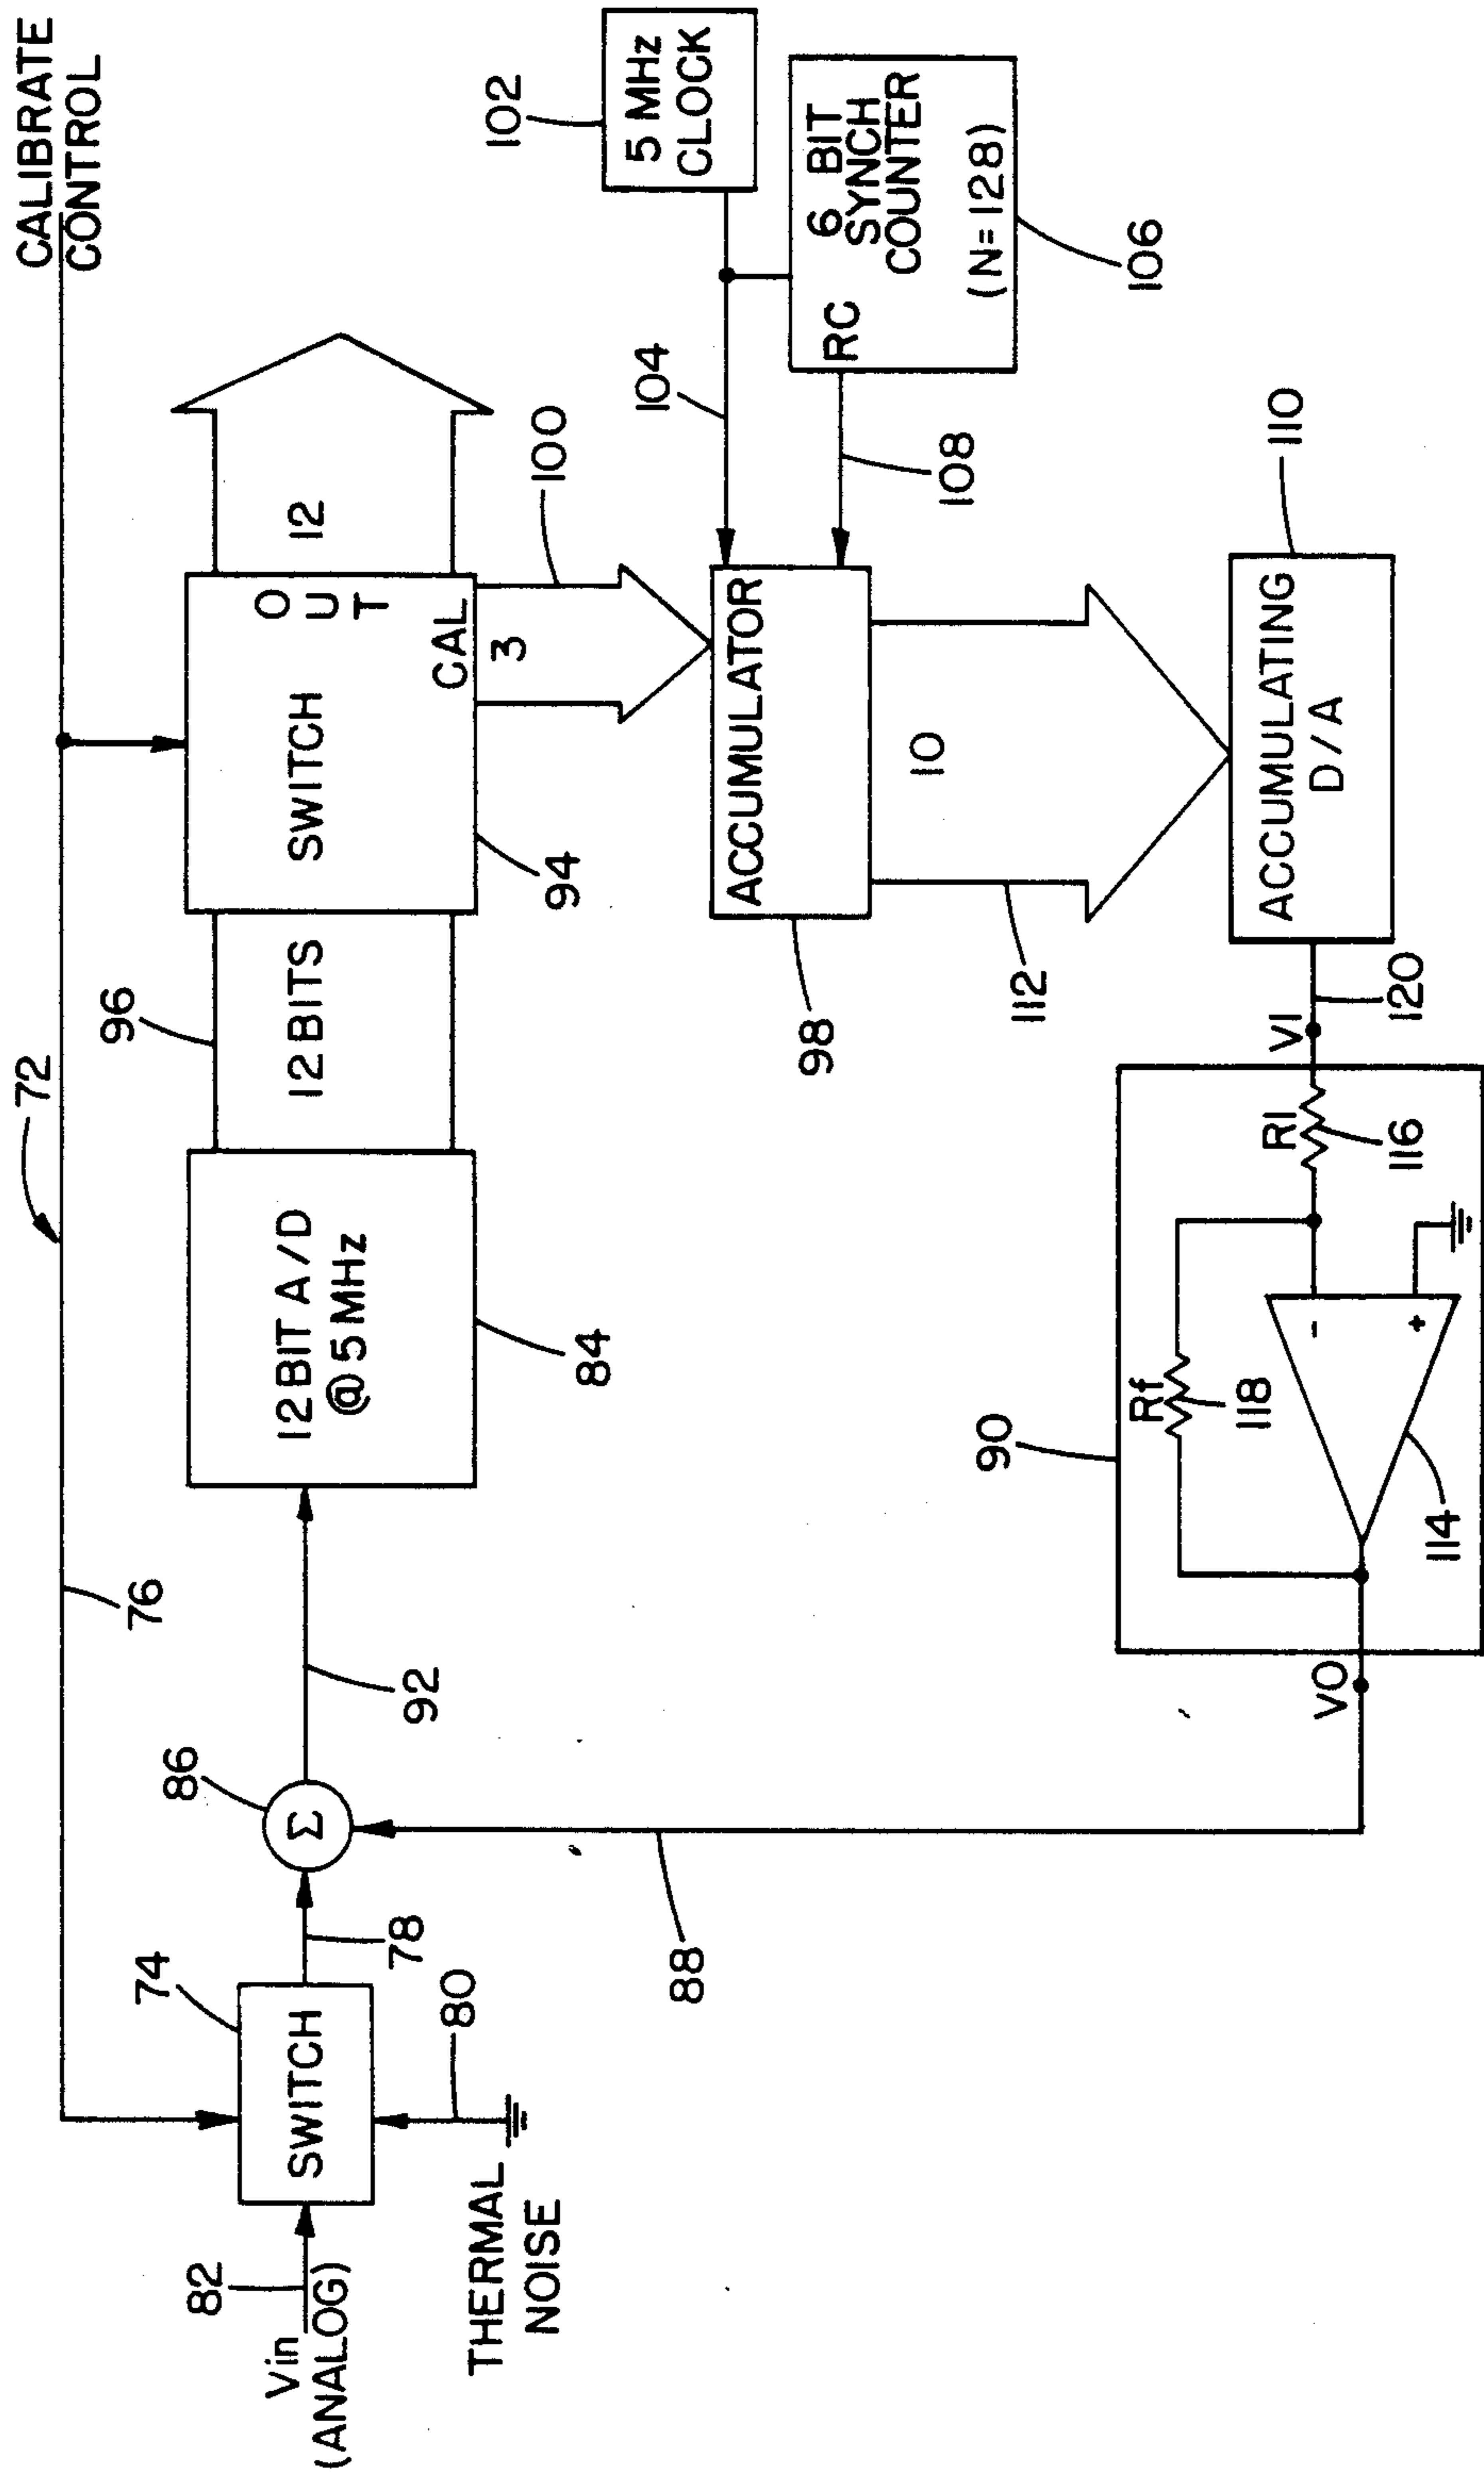 CALIBRATE
CONTROL
72
76
96
12 BITS
SWITCH
OUT
CAL
3
12
94
100
102
5 MHz
CLOCK
104
6 BIT
SYNCH
COUNTER
RC
(N=128)
106
108
ACCUMULATOR
98
10
112
110
ACCUMULATING
D/A
120
VI
RI
116
Rf
118
-
+
114
90
VO
88
12 BIT A/D
@ 5 MHz
84
92
86
Σ
78
74
SWITCH
80
82
Vin
(ANALOG)
THERMAL
NOISE